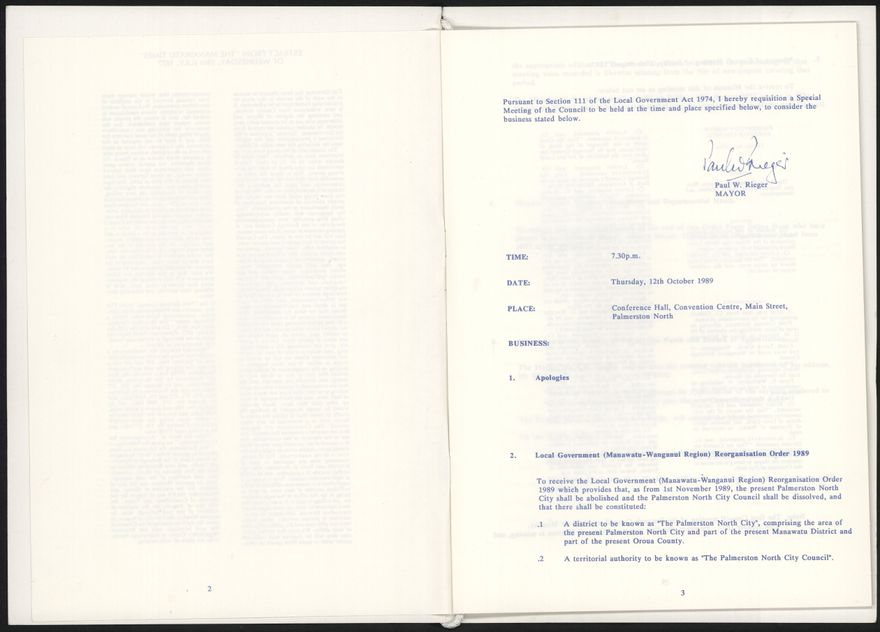 2
Pursuant to Section 111 of the Local Government Act 1974, I hereby requisition a Special
Meeting of the Council to be held at the time and place specified below, to consider the
business stated below.
Paul W. Rieger
Paul W. Rieger
MAYOR
TIME: 7.30p.m.
DATE: Thursday, 12th October 1989
PLACE: Conference Hall, Convention Centre, Main Street,
Palmerston North
BUSINESS:
1. Apologies
2. Local Government (Manawatu-Wanganui Region) Reorganisation Order 1989
To receive the Local Government (Manawatu-Wanganui Region) Reorganisation Order
1989 which provides that, as from 1st November 1989, the present Palmerston North
City shall be abolished and the Palmerston North City Council shall be dissolved, and
that there shall be constituted:
.1 A district to be known as "The Palmerston North City", comprising the area of
the present Palmerston North City and part of the present Manawatu District and
part of the present Oroua County.
.2 A territorial authority to be known as "The Palmerston North City Council".
3